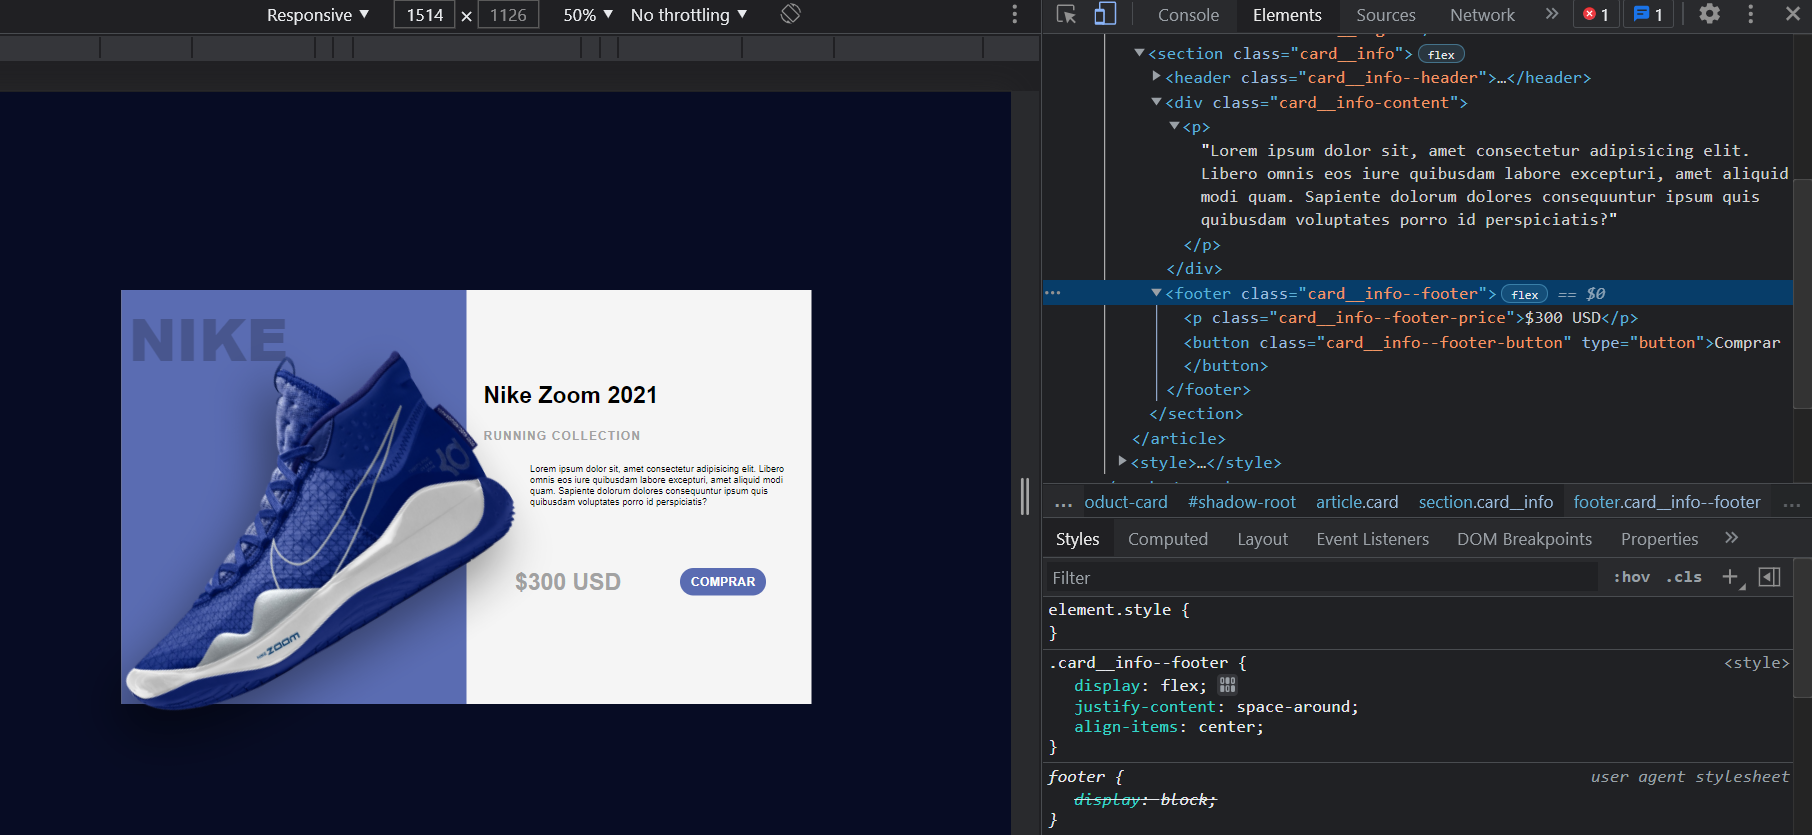 Responsive ▼ 1514 × 1126 50% ▼ No throttling ▼
Console Elements Sources Network » 1 1
▼<section class="card__info"> flex
▶<header class="card__info--header">…</header>
▼<div class="card__info-content">
▼<p>
"Lorem ipsum dolor sit, amet consectetur adipisicing elit.
Libero omnis eos iure quibusdam labore excepturi, amet aliquid
modi quam. Sapiente dolorum dolores consequuntur ipsum quis
quibusdam voluptates porro id perspiciatis?"
</p>
</div>
▼<footer class="card__info--footer"> flex == $0
<p class="card__info--footer-price">$300 USD</p>
<button class="card__info--footer-button" type="button">Comprar
</button>
</footer>
</section>
</article>
▶<style>…</style>
… oduct-card #shadow-root article.card section.card__info footer.card__info--footer …
Styles Computed Layout Event Listeners DOM Breakpoints Properties »
Filter :hov .cls +
element.style {
}
.card__info--footer { <style>
display: flex;
justify-content: space-around;
align-items: center;
}
footer { user agent stylesheet
display: block;
}
NIKE
ZOOM
Nike Zoom 2021
RUNNING COLLECTION
Lorem ipsum dolor sit, amet consectetur adipisicing elit. Libero
omnis eos iure quibusdam labore excepturi, amet aliquid modi
quam. Sapiente dolorum dolores consequuntur ipsum quis
quibusdam voluptates porro id perspiciatis?
$300 USD COMPRAR